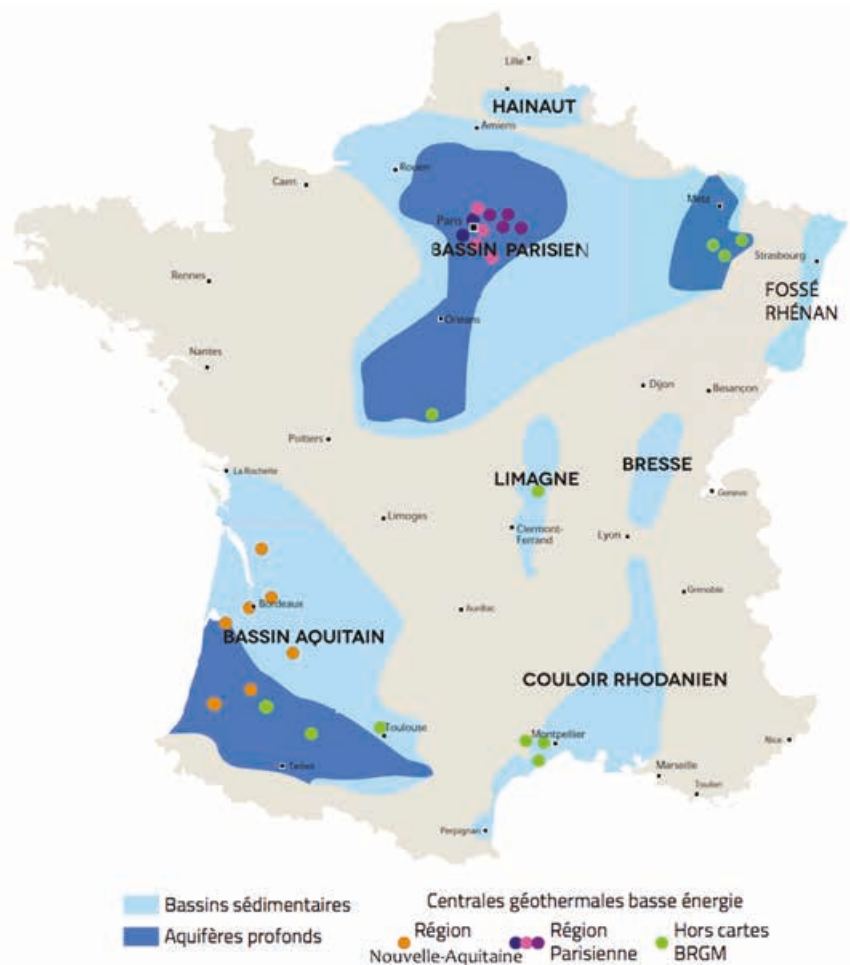 Lille
HAINAUT
Amiens
Rouen
Caen
Metz
Paris
BASSIN PARISIEN
Strasbourg
Rennes
FOSSÉ
RHÉNAN
Orléans
Nantes
Dijon
Besançon
Poitiers
BRESSE
La Rochelle
LIMAGNE
Geneve
Limoges
Clermont-
Ferrand
Lyon
Grenoble
Bordeaux
Aurillac
BASSIN AQUITAIN
COULOIR RHODANIEN
Toulouse
Montpellier
Nice
Tarbes
Marseille
Toulon
Perpignan
Bassins sédimentaires
Aquifères profonds
Centrales géothermales basse énergie
Région
Nouvelle-Aquitaine
Région
Parisienne
Hors cartes
BRGM